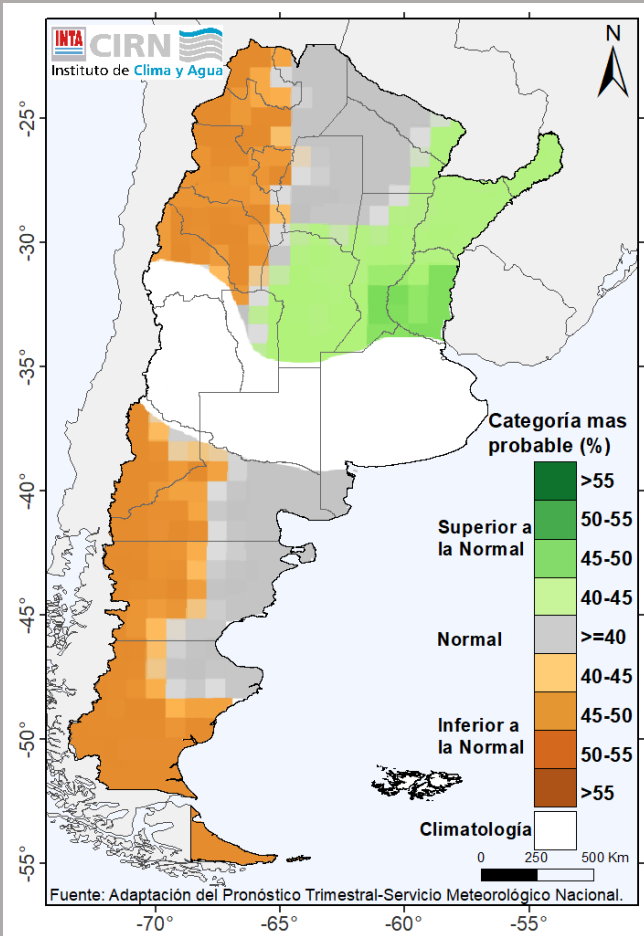 INTA CIRN
Instituto de Clima y Agua
N
25°
30°
35°
40°
45°
50°
55°
Categoría mas
probable (%)
>55
50-55
Superior a
la Normal
45-50
40-45
Normal
>=40
40-45
45-50
Inferior a
la Normal
50-55
>55
Climatología
0 250 500 Km
Fuente: Adaptación del Pronóstico Trimestral-Servicio Meteorológico Nacional.
-70° -65° -60° -55°